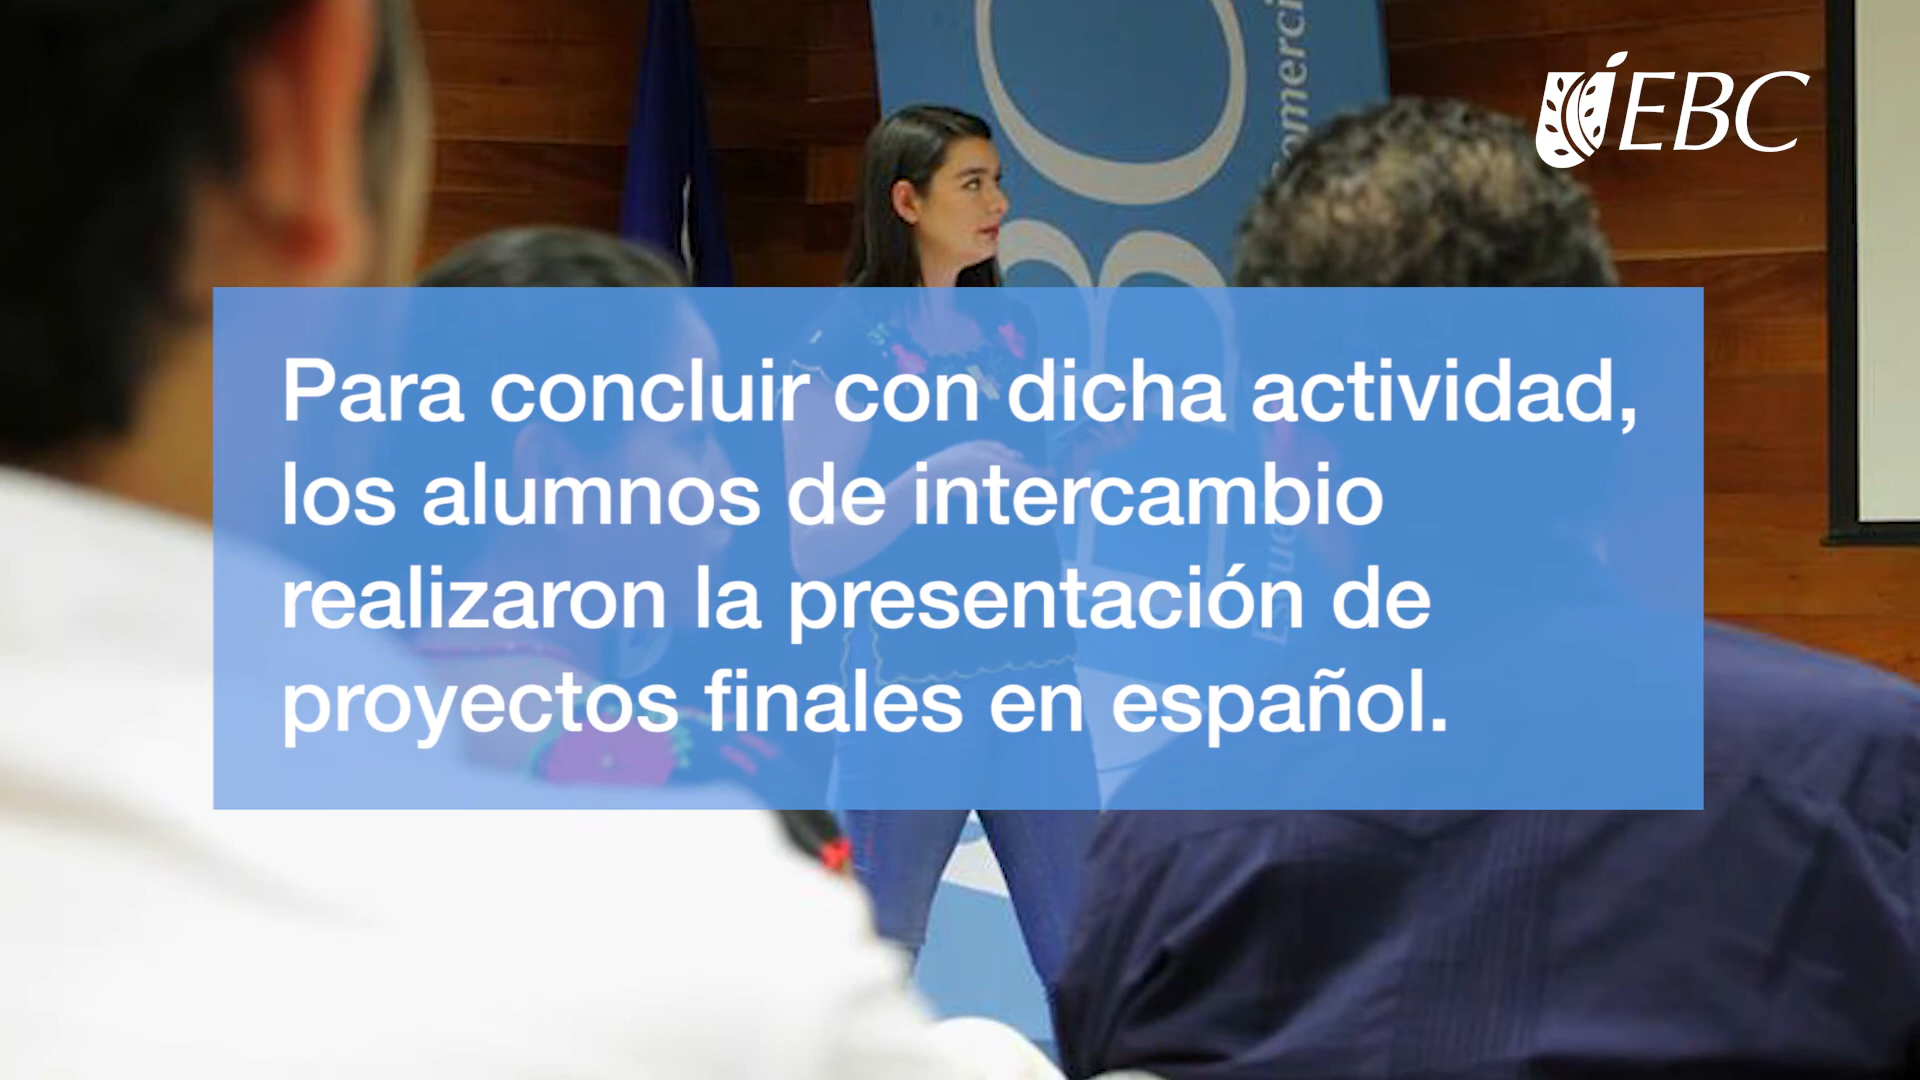 EBC
Para concluir con dicha actividad,
los alumnos de intercambio
realizaron la presentación de
proyectos finales en español.